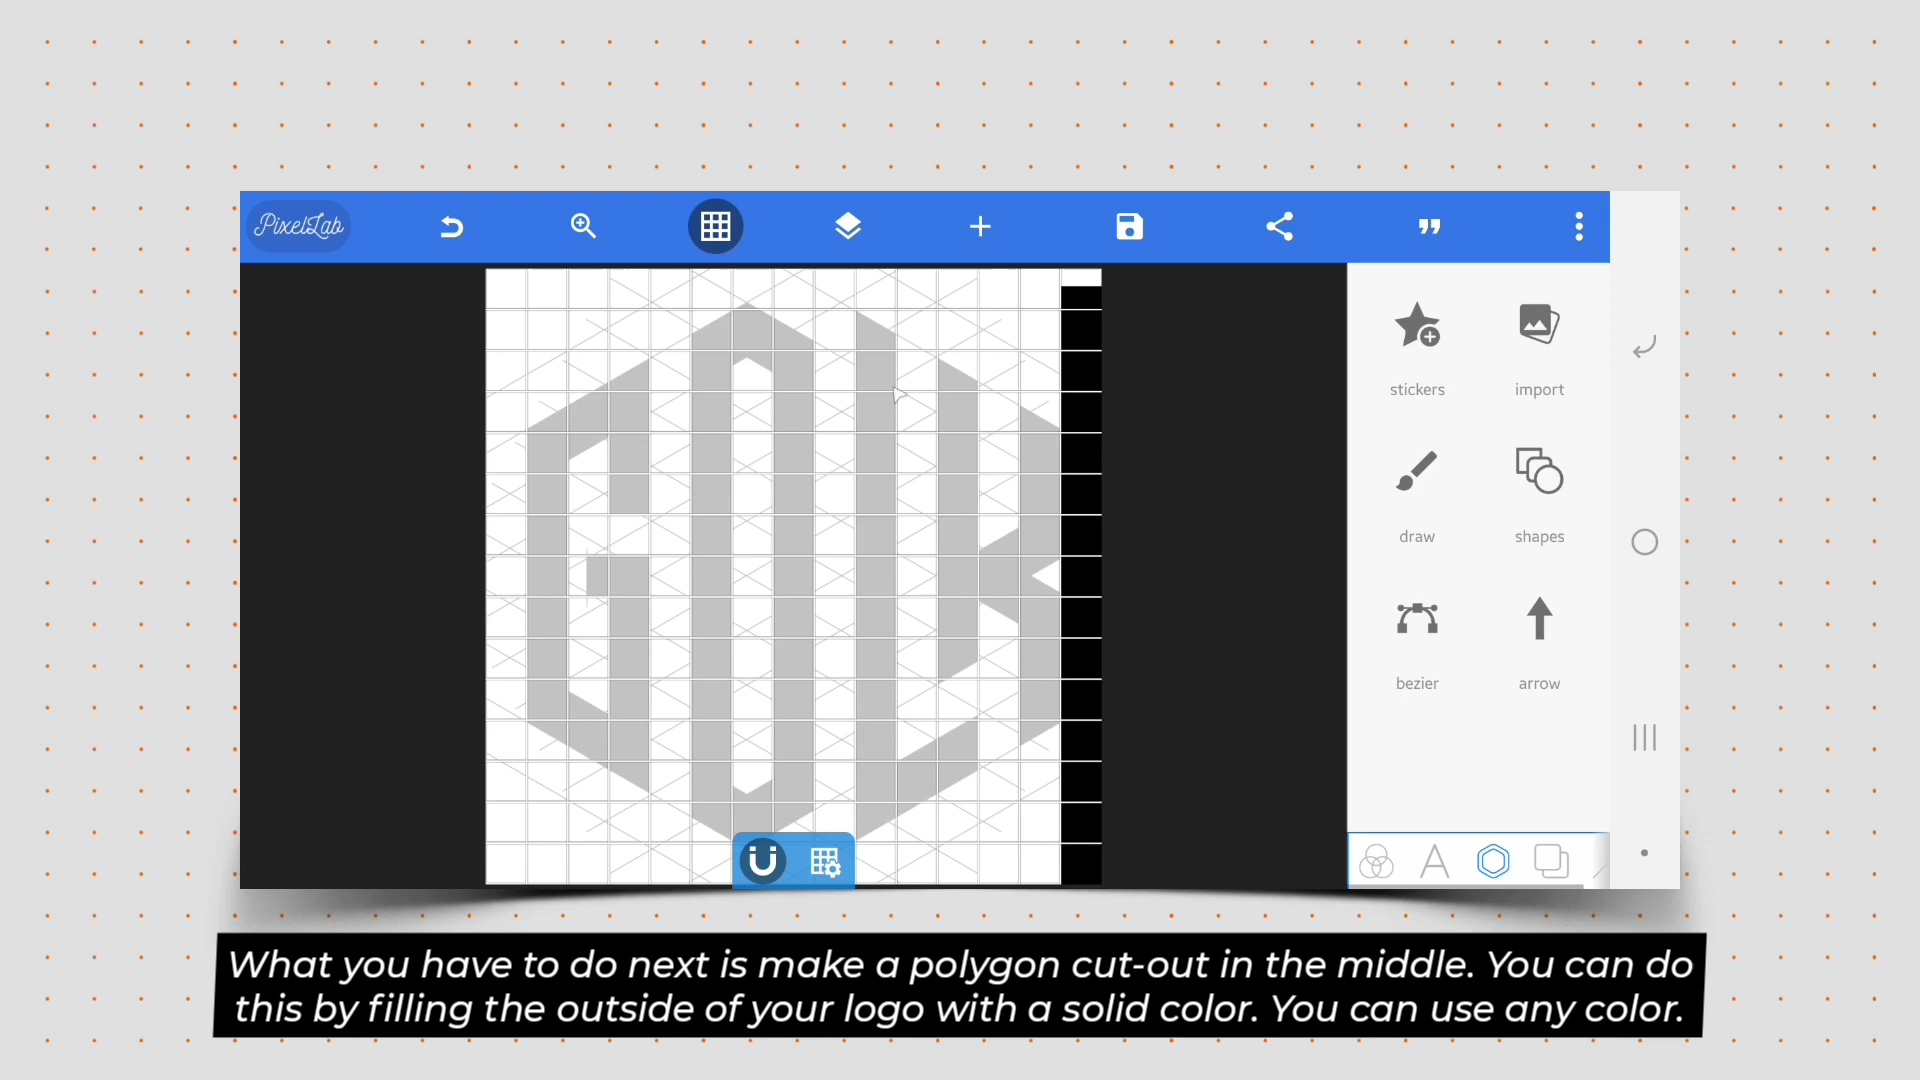 PixelLab
stickers
import
draw
shapes
bezier
arrow
What you have to do next is make a polygon cut-out in the middle. You can do
this by filling the outside of your logo with a solid color. You can use any color.